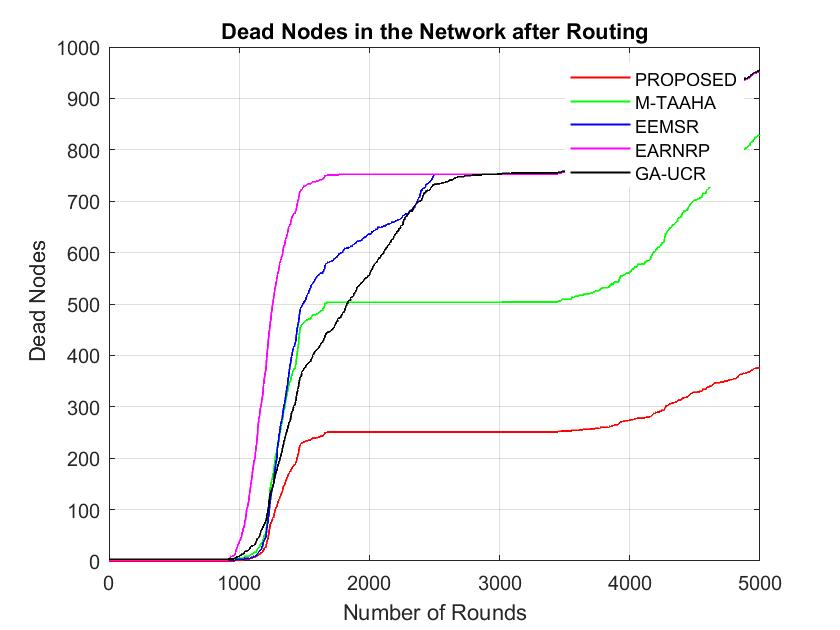 Dead Nodes in the Network after Routing
1000
900
800
700
600
500
400
300
200
100
0
Dead Nodes
PROPOSED
M-TAAHA
EEMSR
EARNRP
GA-UCR
0 1000 2000 3000 4000 5000
Number of Rounds